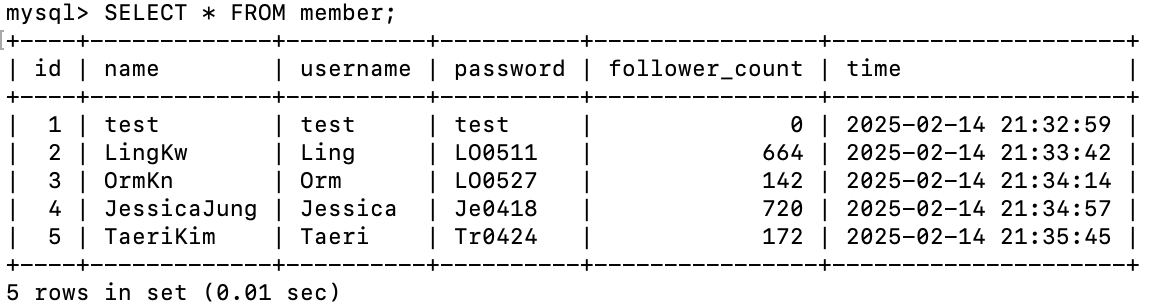 mysql> SELECT * FROM member;
+----+-------------+----------+----------+----------------+---------------------+
| id | name        | username | password | follower_count | time                |
+----+-------------+----------+----------+----------------+---------------------+
|  1 | test        | test     | test     |              0 | 2025-02-14 21:32:59 |
|  2 | LingKw      | Ling     | LO0511   |            664 | 2025-02-14 21:33:42 |
|  3 | OrmKn       | Orm      | LO0527   |            142 | 2025-02-14 21:34:14 |
|  4 | JessicaJung | Jessica  | Je0418   |            720 | 2025-02-14 21:34:57 |
|  5 | TaeriKim    | Taeri    | Tr0424   |            172 | 2025-02-14 21:35:45 |
+----+-------------+----------+----------+----------------+---------------------+
5 rows in set (0.01 sec)